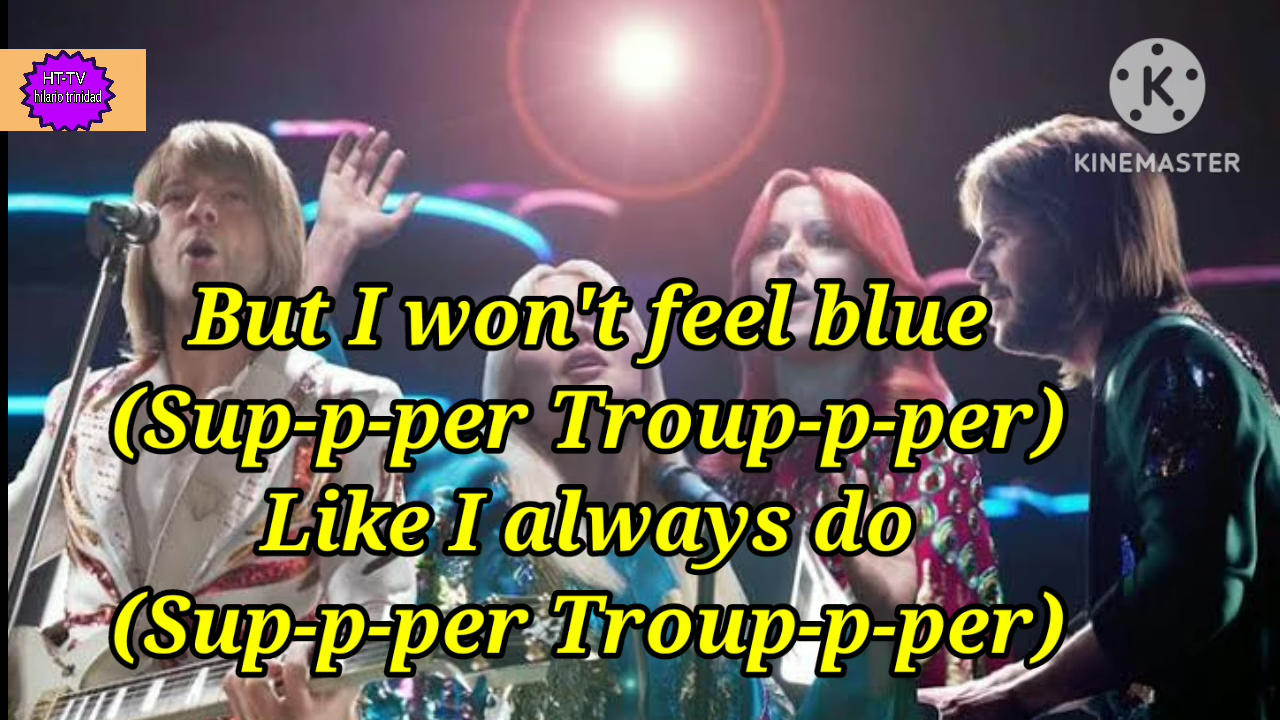 HT-TV
hilario trinidad
KINEMASTER
But I won't feel blue
(Sup-p-per Troup-p-per)
Like I always do
(Sup-p-per Troup-p-per)